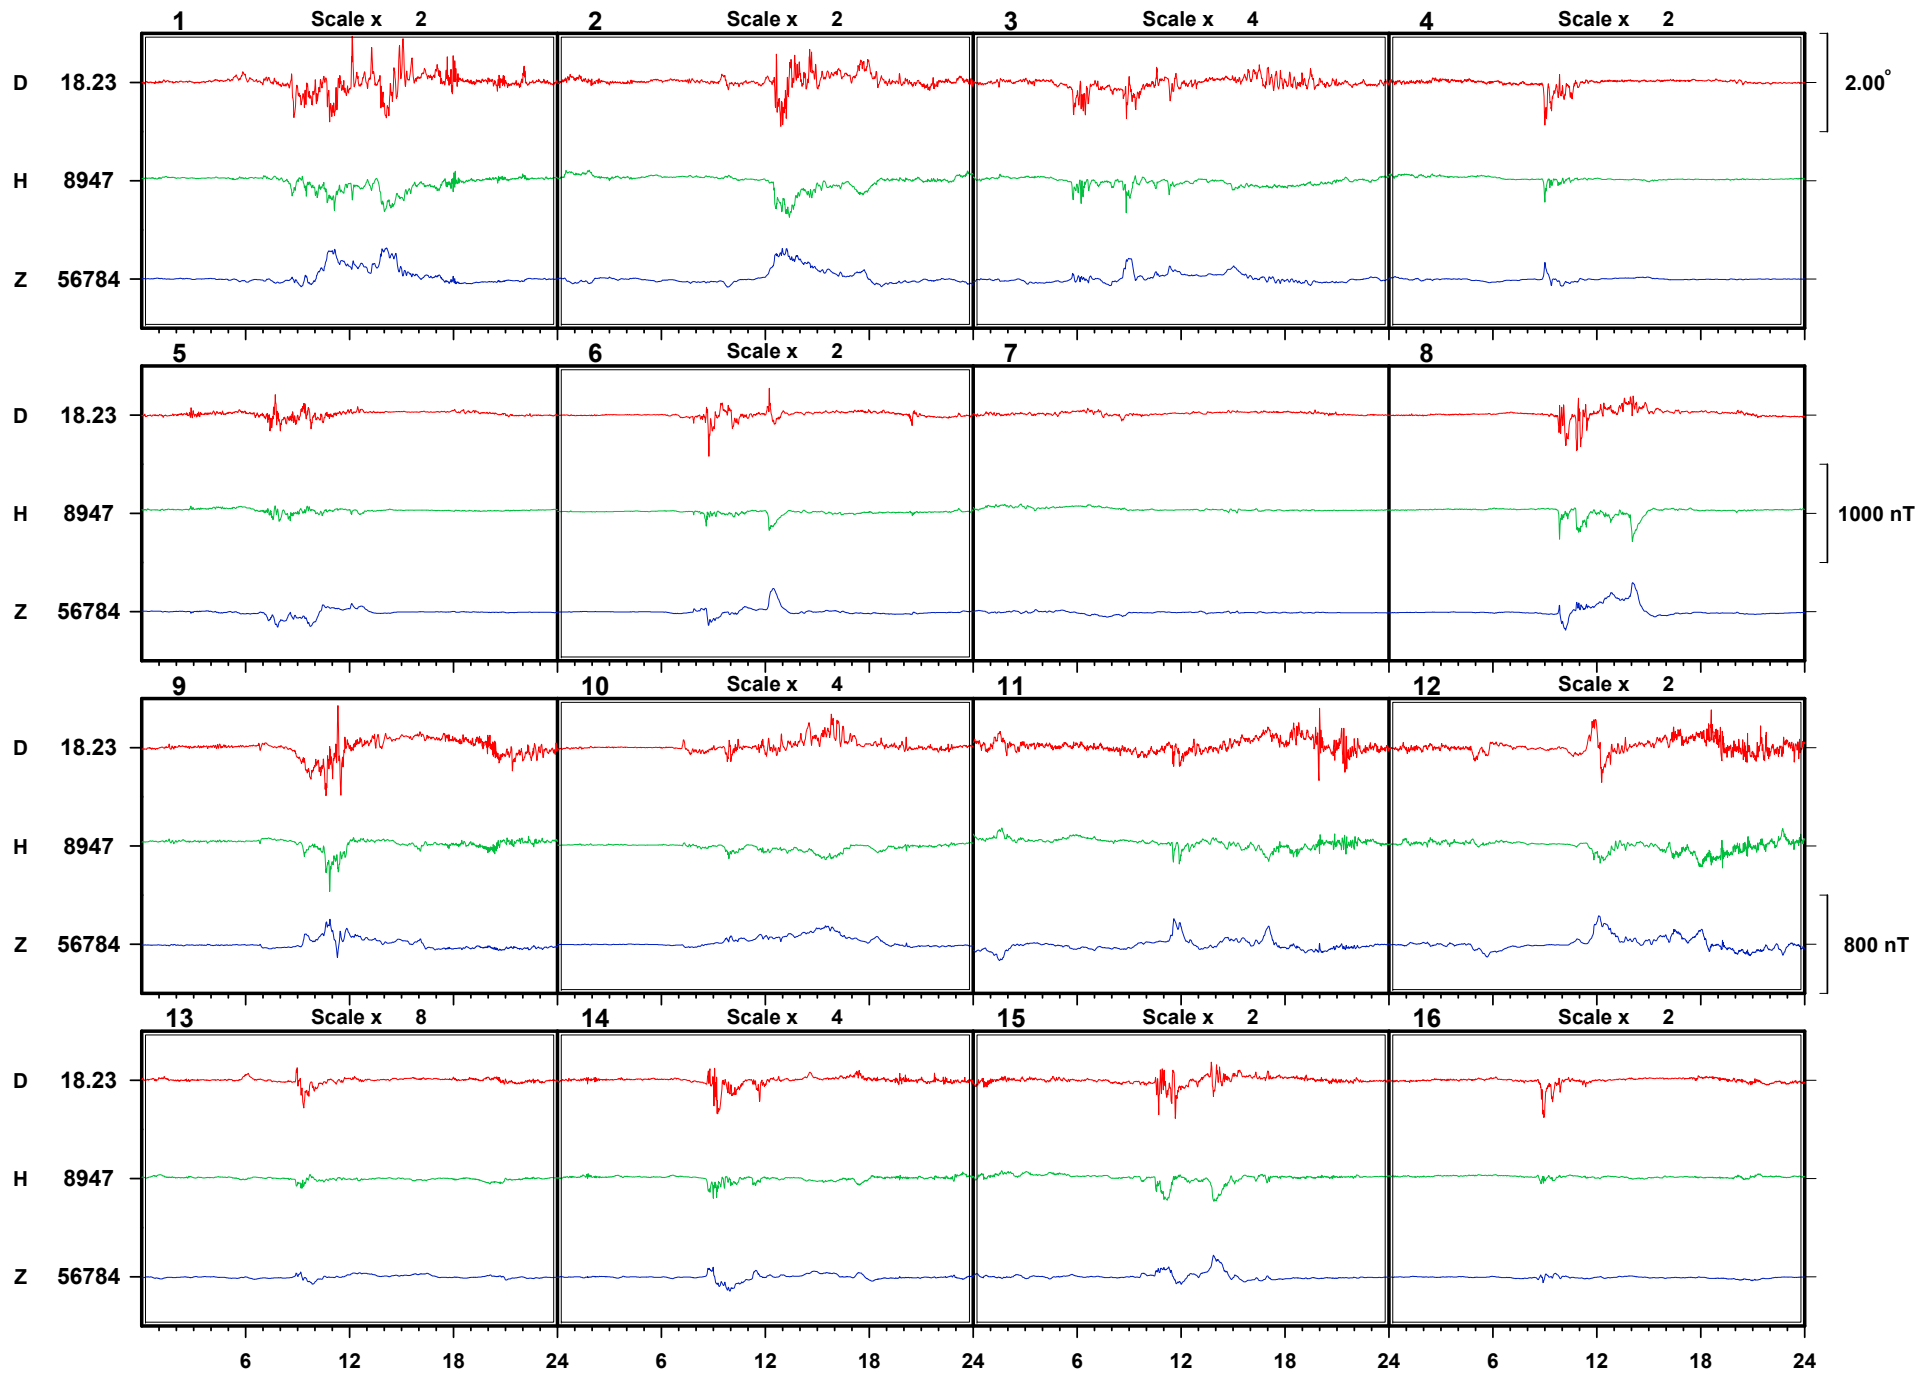 1 Scale x 2 2 Scale x 2 3 Scale x 4 4 Scale x 2
D 18.23 2.00°
H 8947
Z 56784
5 6 Scale x 2 7 8
D 18.23
H 8947 1000 nT
Z 56784
9 10 Scale x 4 11 12 Scale x 2
D 18.23
H 8947
Z 56784 800 nT
13 Scale x 8 14 Scale x 4 15 Scale x 2 16 Scale x 2
D 18.23
H 8947
Z 56784
6 12 18 24 6 12 18 24 6 12 18 24 6 12 18 24